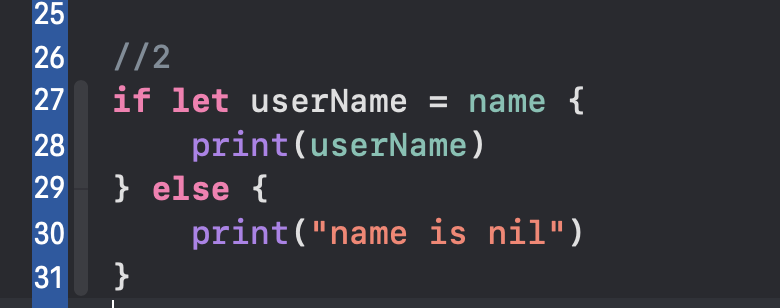 25
26 //2
27 if let userName = name {
28     print(userName)
29 } else {
30     print("name is nil")
31 }